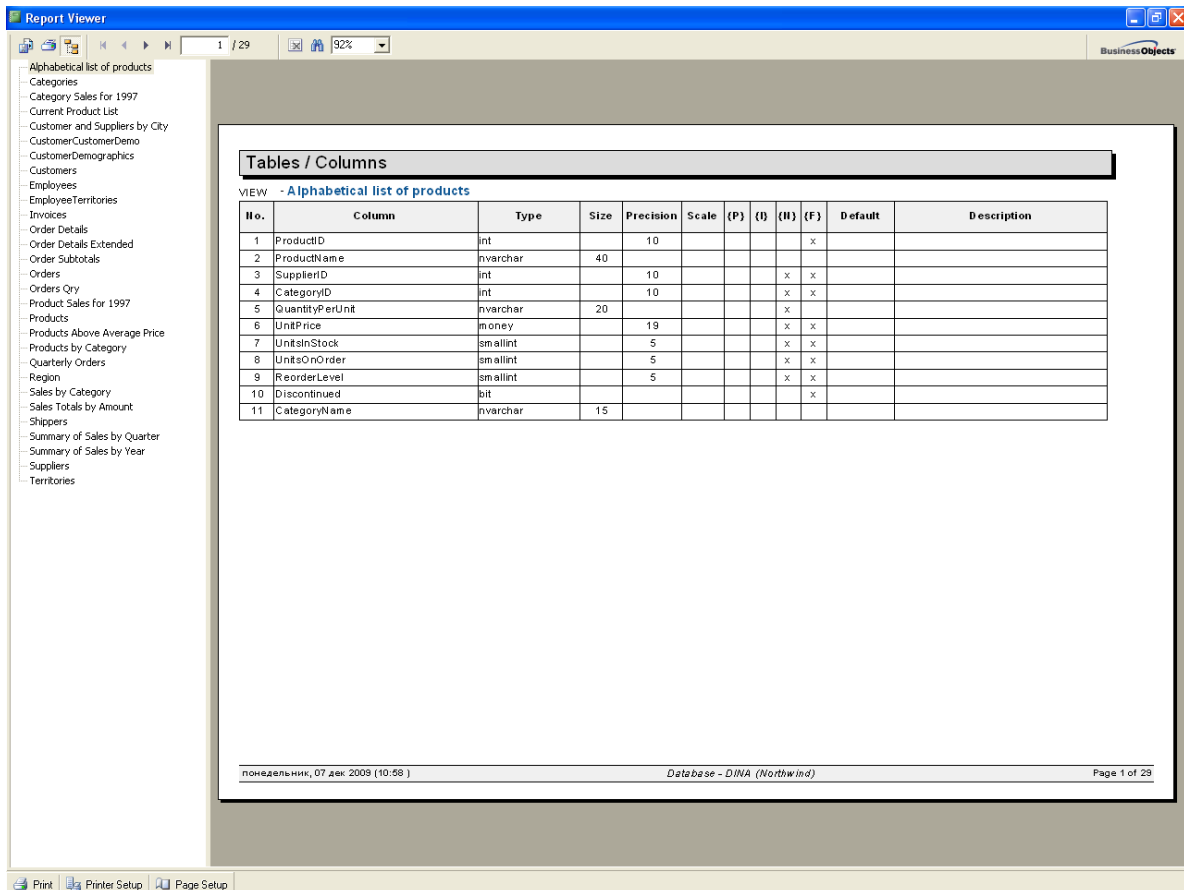 Report Viewer
1 / 29 92%
BusinessObjects
Alphabetical list of products
Categories
Category Sales for 1997
Current Product List
Customer and Suppliers by City
CustomerCustomerDemo
CustomerDemographics
Customers
Employees
EmployeeTerritories
Invoices
Order Details
Order Details Extended
Order Subtotals
Orders
Orders Qry
Product Sales for 1997
Products
Products Above Average Price
Products by Category
Quarterly Orders
Region
Sales by Category
Sales Totals by Amount
Shippers
Summary of Sales by Quarter
Summary of Sales by Year
Suppliers
Territories
Tables / Columns
VIEW - Alphabetical list of products
No. Column Type Size Precision Scale {P} {I} {N} {F} Default Description
1 ProductID int 10 x
2 ProductName nvarchar 40
3 SupplierID int 10 x x
4 CategoryID int 10 x x
5 QuantityPerUnit nvarchar 20 x
6 UnitPrice money 19 x x
7 UnitsInStock smallint 5 x x
8 UnitsOnOrder smallint 5 x x
9 ReorderLevel smallint 5 x x
10 Discontinued bit x
11 CategoryName nvarchar 15
понедельник, 07 дек 2009 (10:58 ) Database - DINA (Northwind) Page 1 of 29
Print Printer Setup Page Setup